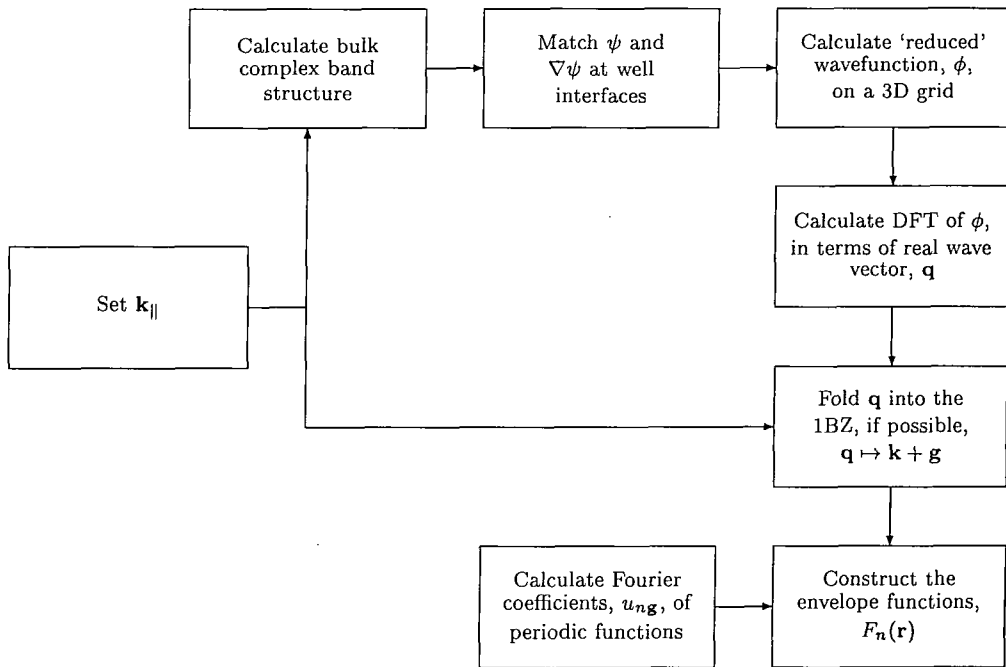 Calculate bulk
complex band
structure
Match ψ and
∇ψ at well
interfaces
Calculate ‘reduced’
wavefunction, ϕ,
on a 3D grid
Calculate DFT of ϕ,
in terms of real wave
vector, q
Set k∥
Fold q into the
1BZ, if possible,
q ↦ k + g
Calculate Fourier
coefficients, ung, of
periodic functions
Construct the
envelope functions,
Fn(r)